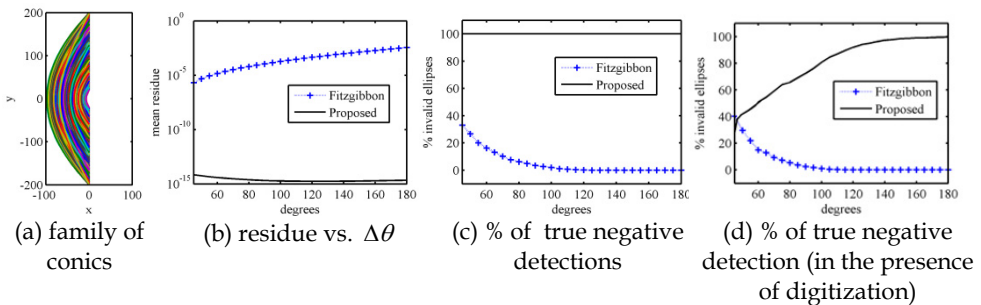 200
100
0
-100
-200
-100
0
100
y
x
(a) family of
conics
10^0
10^-5
10^-10
10^-15
60
80
100
120
140
160
180
mean residue
degrees
Fitzgibbon
Proposed
(b) residue vs. Δθ
100
80
60
40
20
0
60
80
100
120
140
160
180
% invalid ellipses
degrees
Fitzgibbon
Proposed
(c) % of true negative
detections
100
80
60
40
20
0
60
80
100
120
140
160
180
% invalid ellipses
degrees
Fitzgibbon
Proposed
(d) % of true negative
detection (in the presence
of digitization)